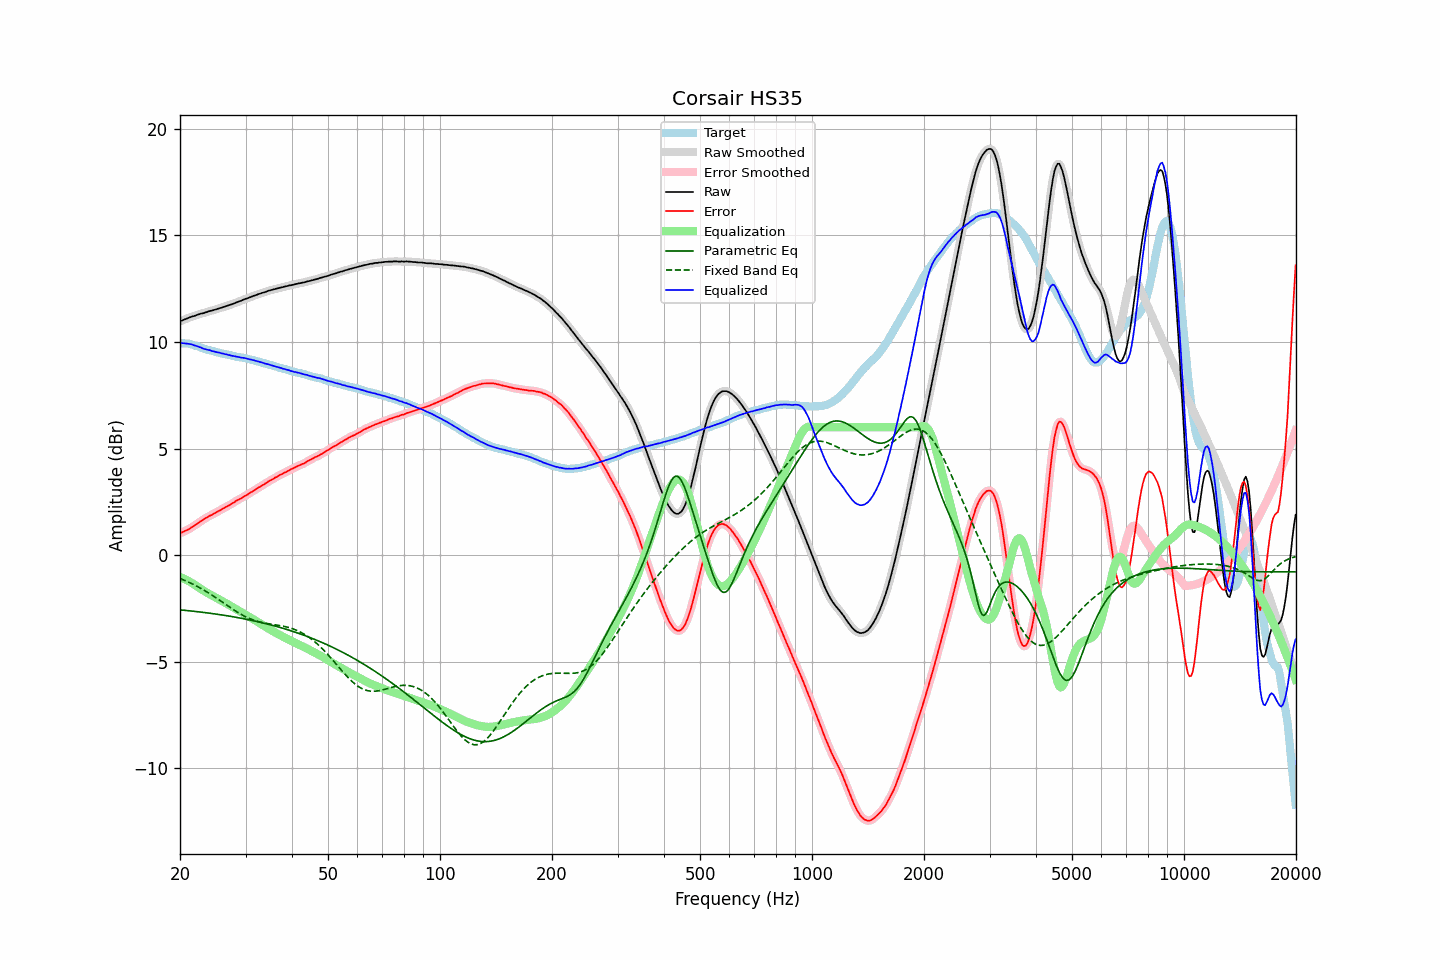 Corsair HS35
Target
Raw Smoothed
Error Smoothed
Raw
Error
Equalization
Parametric Eq
Fixed Band Eq
Equalized
Amplitude (dBr)
20
15
10
5
0
−5
−10
20 50 100 200 500 1000 2000 5000 10000 20000
Frequency (Hz)